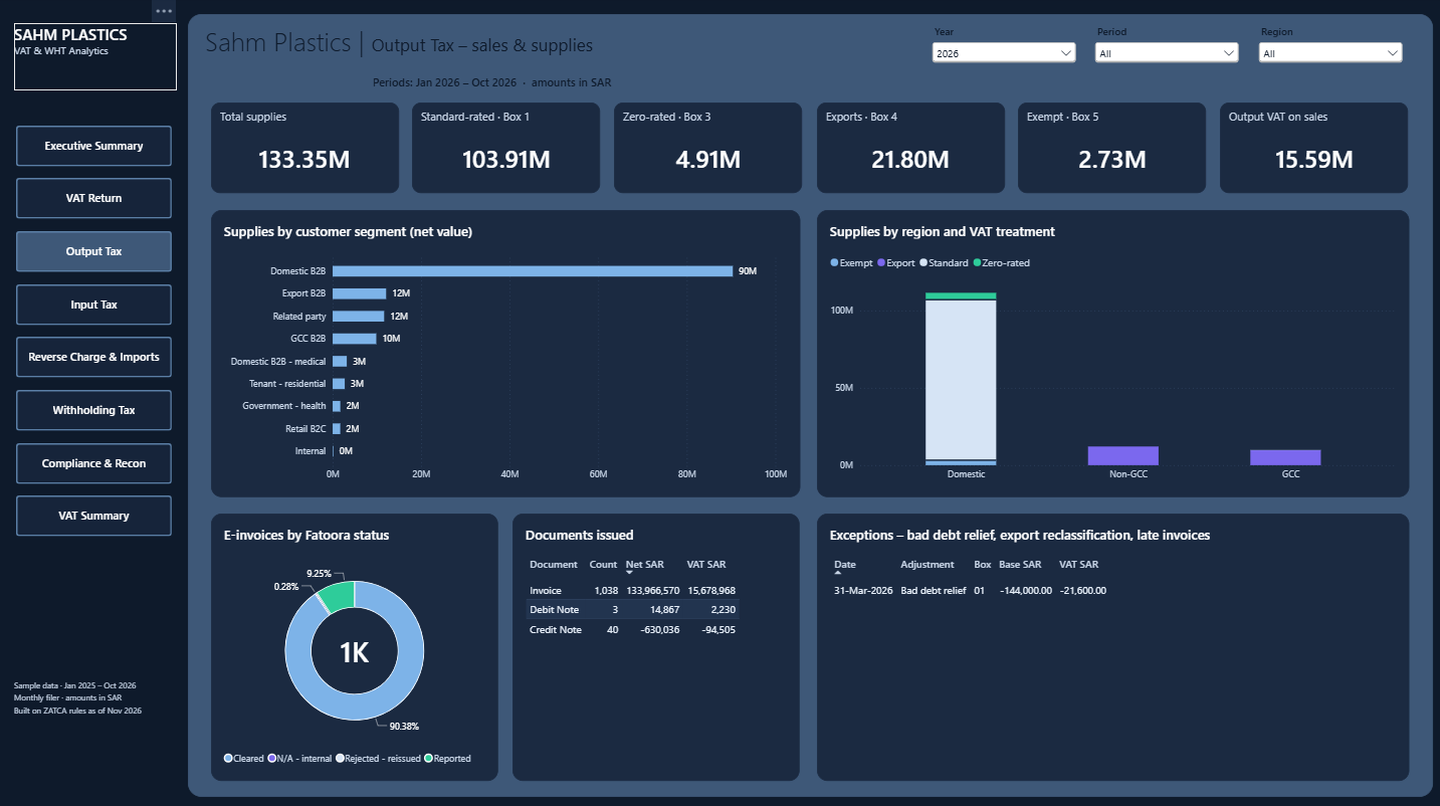 SAHM PLASTICS
VAT & WHT Analytics
Executive Summary
VAT Return
Output Tax
Input Tax
Reverse Charge & Imports
Withholding Tax
Compliance & Recon
VAT Summary
Sample data · Jan 2025 – Oct 2026
Monthly filer · amounts in SAR
Built on ZATCA rules as of Nov 2026
Sahm Plastics | Output Tax – sales & supplies
Periods: Jan 2026 – Oct 2026 · amounts in SAR
Year Period Region
2026 All All
Total supplies
133.35M
Standard-rated · Box 1
103.91M
Zero-rated · Box 3
4.91M
Exports · Box 4
21.80M
Exempt · Box 5
2.73M
Output VAT on sales
15.59M
Supplies by customer segment (net value)
Domestic B2B 90M
Export B2B 12M
Related party 12M
GCC B2B 10M
Domestic B2B - medical 3M
Tenant - residential 3M
Government - health 2M
Retail B2C 2M
Internal 0M
0M 20M 40M 60M 80M 100M
Supplies by region and VAT treatment
Exempt Export Standard Zero-rated
100M
50M
0M
Domestic Non-GCC GCC
E-invoices by Fatoora status
9.25%
0.28%
1K
90.38%
Cleared N/A - internal Rejected - reissued Reported
Documents issued
Document Count Net SAR VAT SAR
Invoice 1,038 133,966,570 15,678,968
Debit Note 3 14,867 2,230
Credit Note 40 -630,036 -94,505
Exceptions – bad debt relief, export reclassification, late invoices
Date Adjustment Box Base SAR VAT SAR
31-Mar-2026 Bad debt relief 01 -144,000.00 -21,600.00